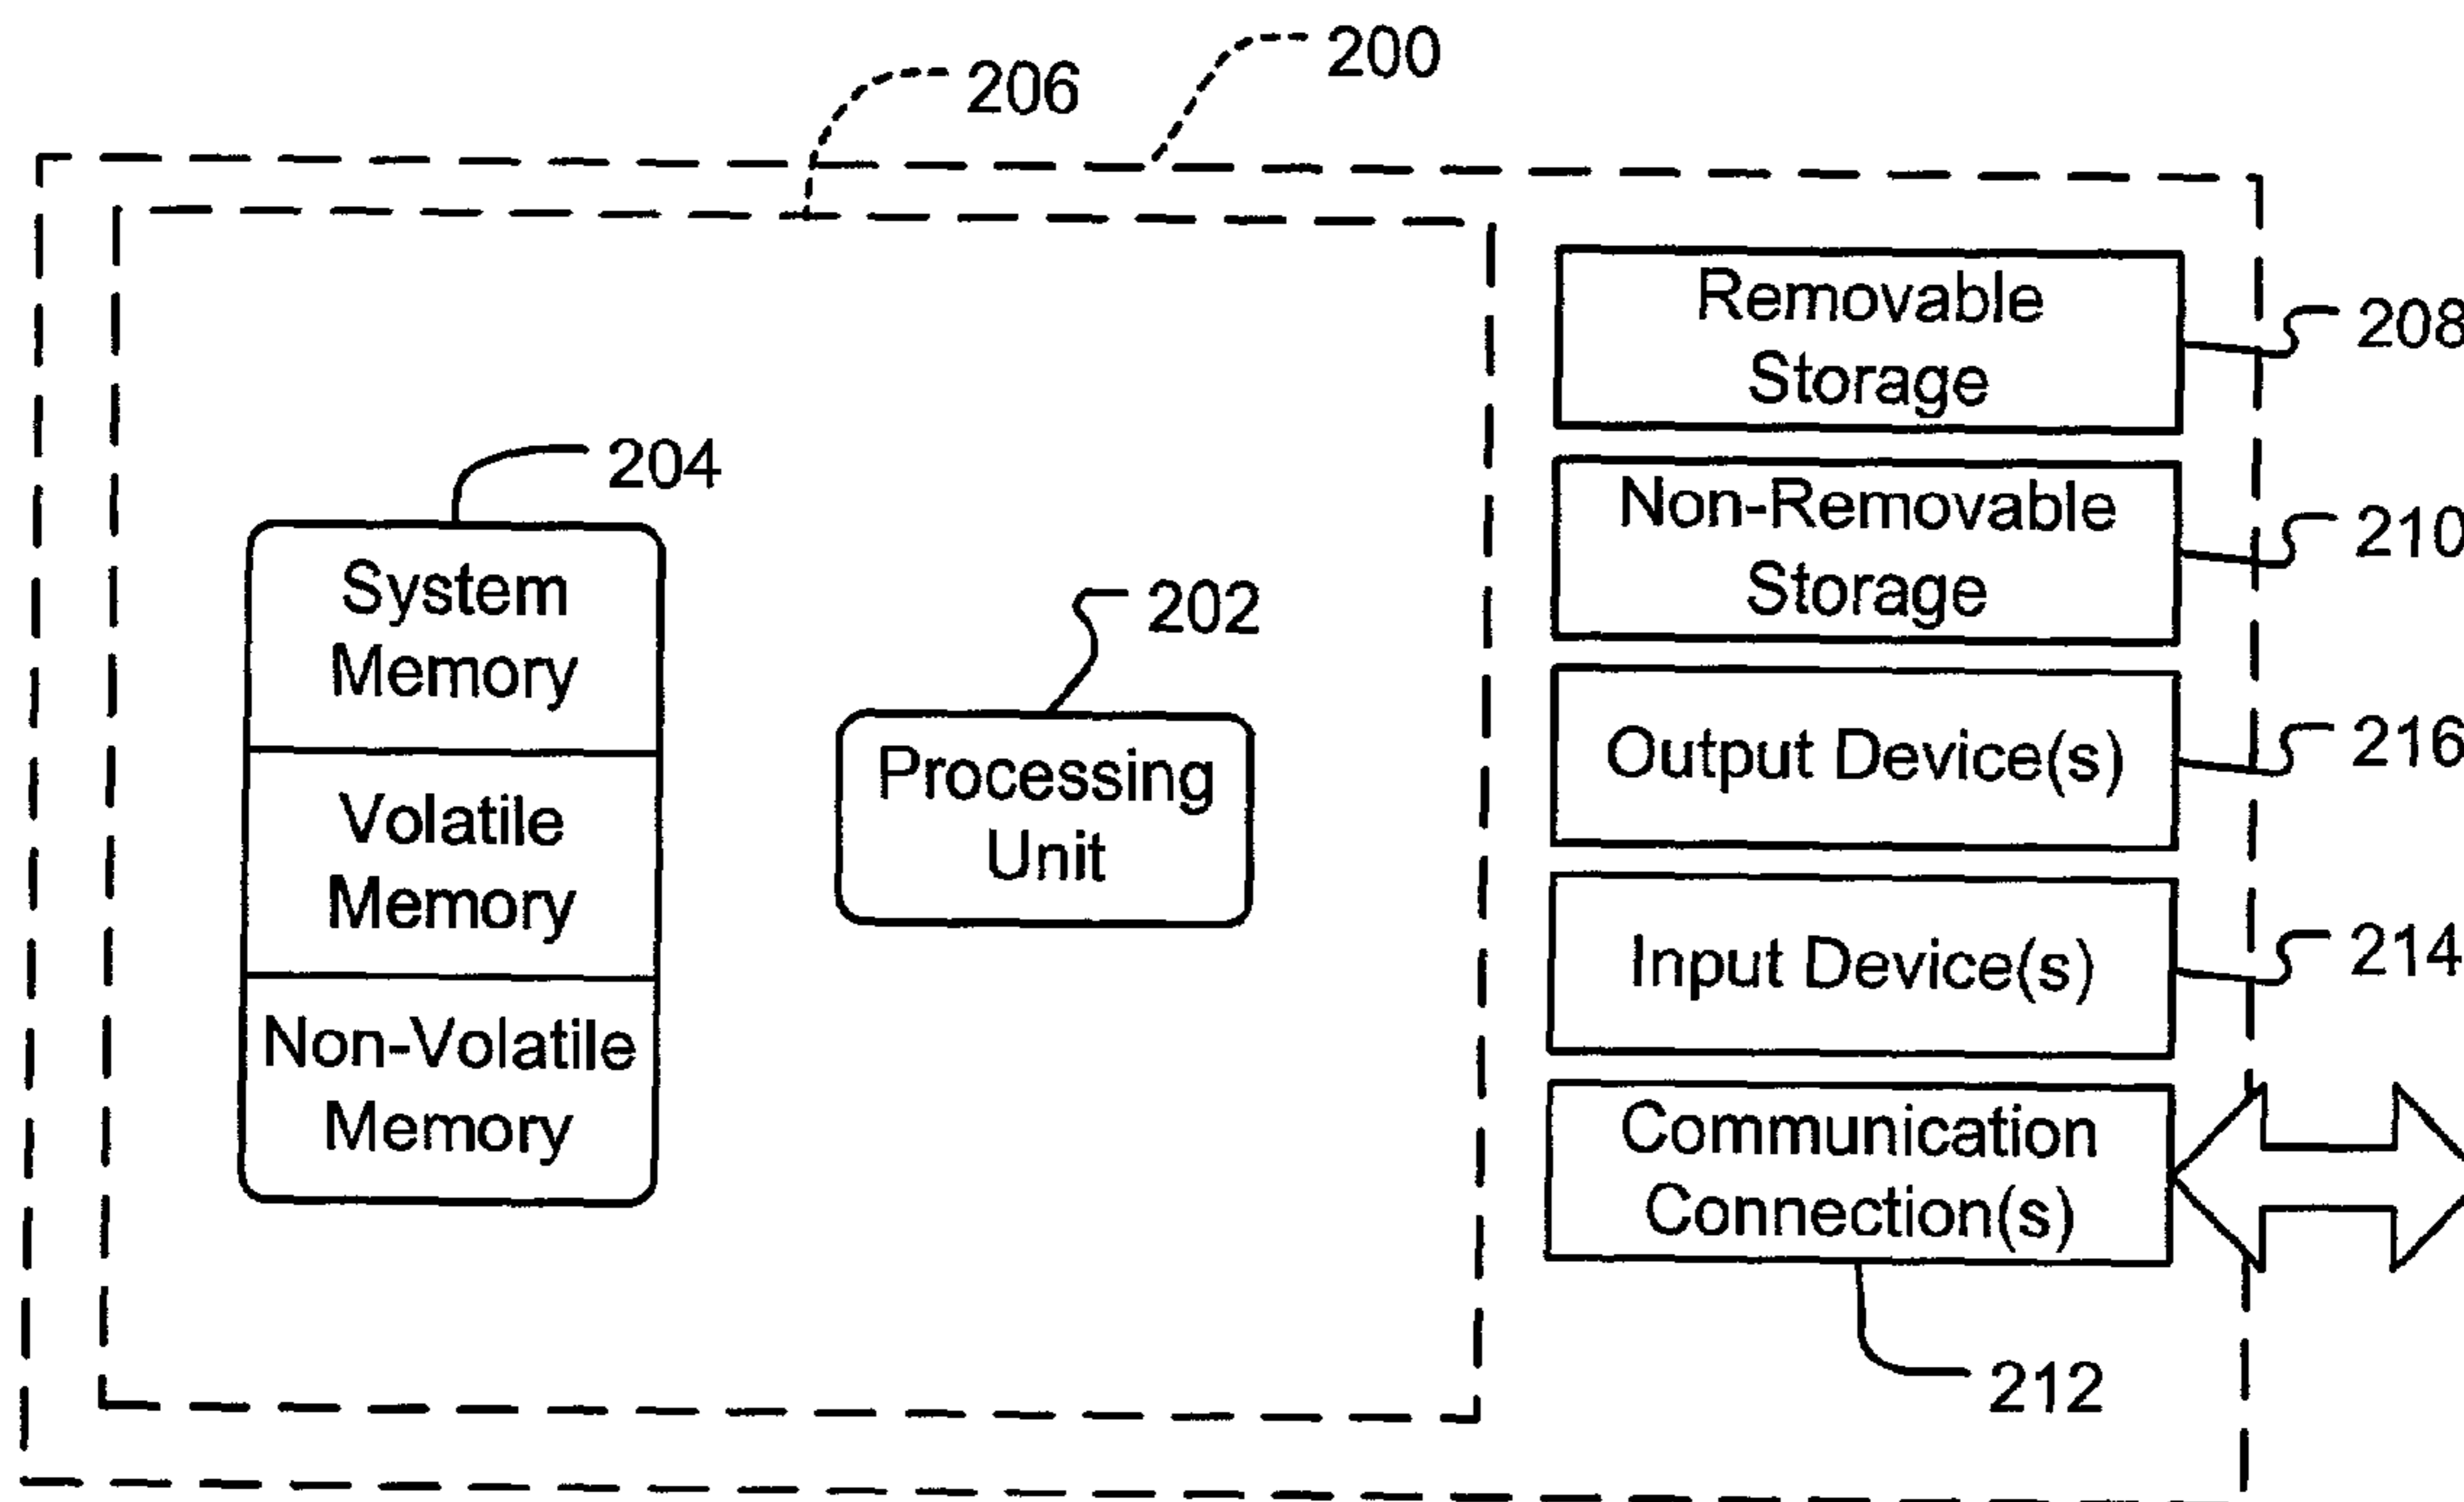 200
206
Removable
Storage
208
204
Non-Removable
Storage
210
System
Memory
202
Output Device(s)
216
Processing
Unit
Volatile
Memory
Input Device(s)
214
Non-Volatile
Memory
Communication
Connection(s)
212